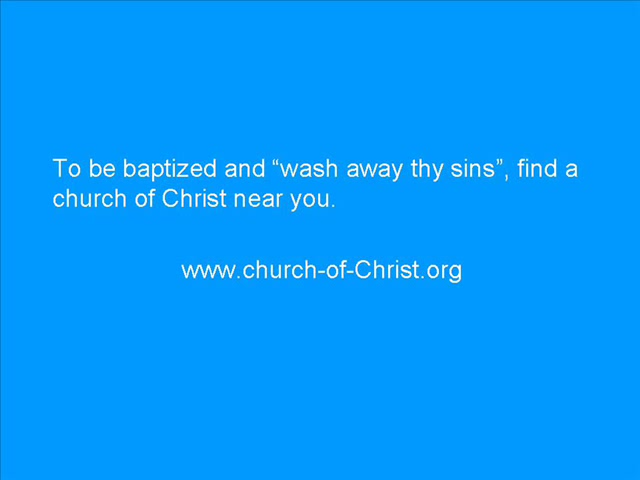 To be baptized and “wash away thy sins”, find a
church of Christ near you.
www.church-of-Christ.org